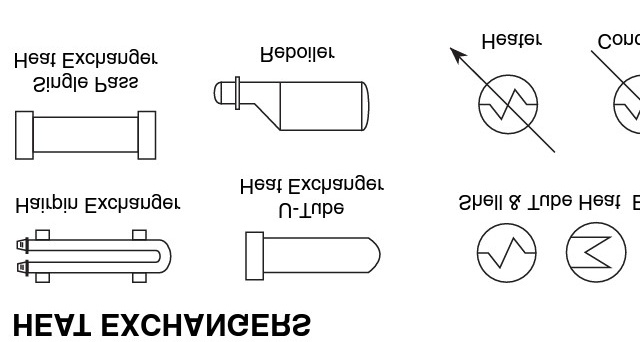 HEAT EXCHANGERS
Hairpin Exchanger
U-Tube
Heat Exchanger
Shell & Tube Heat
Single Pass
Heat Exchanger
Reboiler
Heater